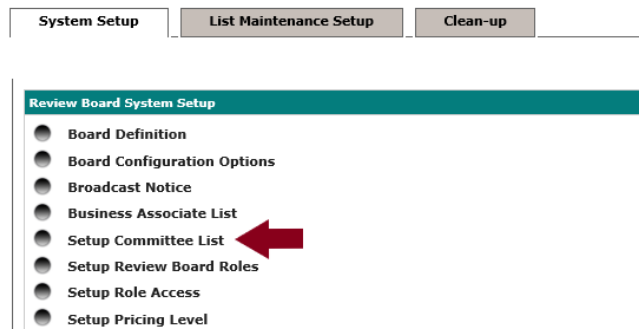 System Setup List Maintenance Setup Clean-up
Review Board System Setup
Board Definition
Board Configuration Options
Broadcast Notice
Business Associate List
Setup Committee List
Setup Review Board Roles
Setup Role Access
Setup Pricing Level